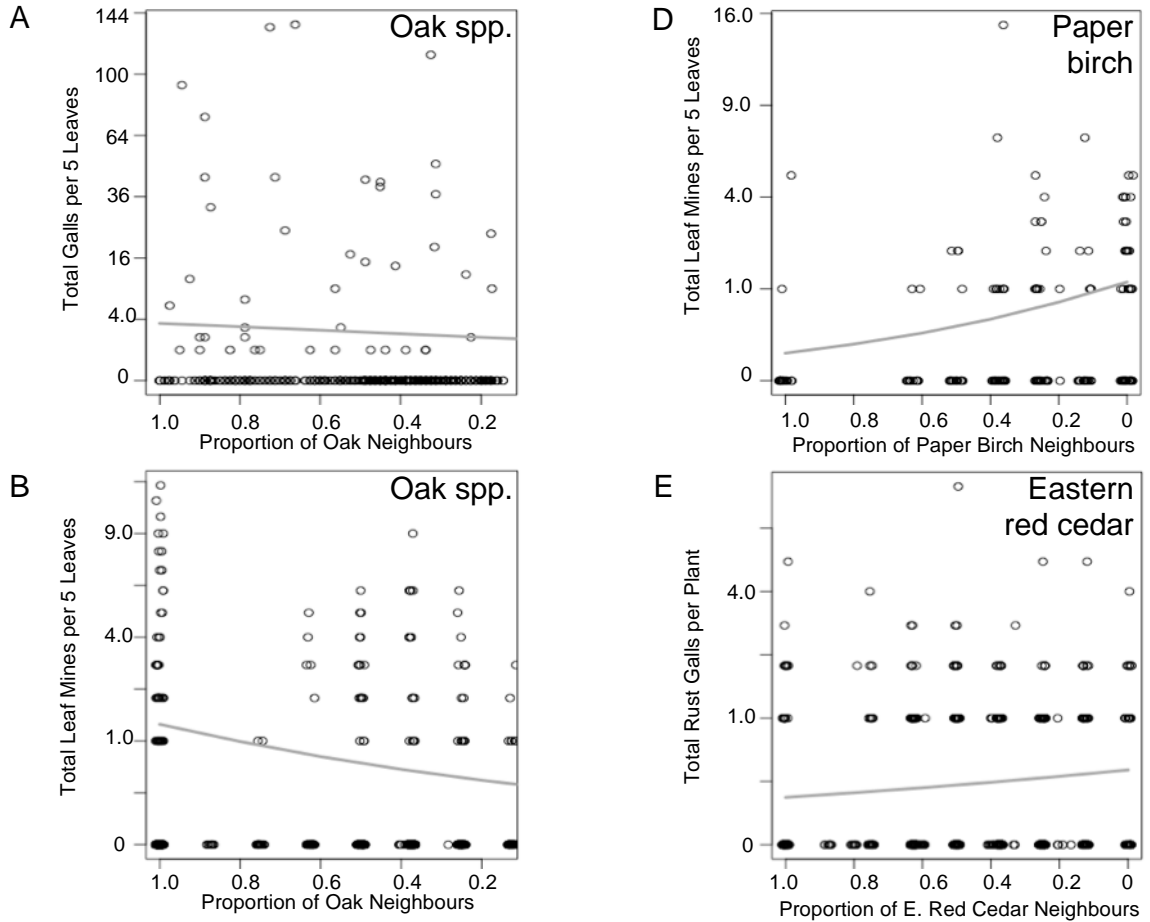 A
Oak spp.
Total Galls per 5 Leaves
144
100
64
36
16
4.0
0
1.0 0.8 0.6 0.4 0.2
Proportion of Oak Neighbours
D
Paper
birch
Total Leaf Mines per 5 Leaves
16.0
9.0
4.0
1.0
0
1.0 0.8 0.6 0.4 0.2 0
Proportion of Paper Birch Neighbours
B
Oak spp.
Total Leaf Mines per 5 Leaves
9.0
4.0
1.0
0
1.0 0.8 0.6 0.4 0.2
Proportion of Oak Neighbours
E
Eastern
red cedar
Total Rust Galls per Plant
4.0
1.0
0
1.0 0.8 0.6 0.4 0.2 0
Proportion of E. Red Cedar Neighbours